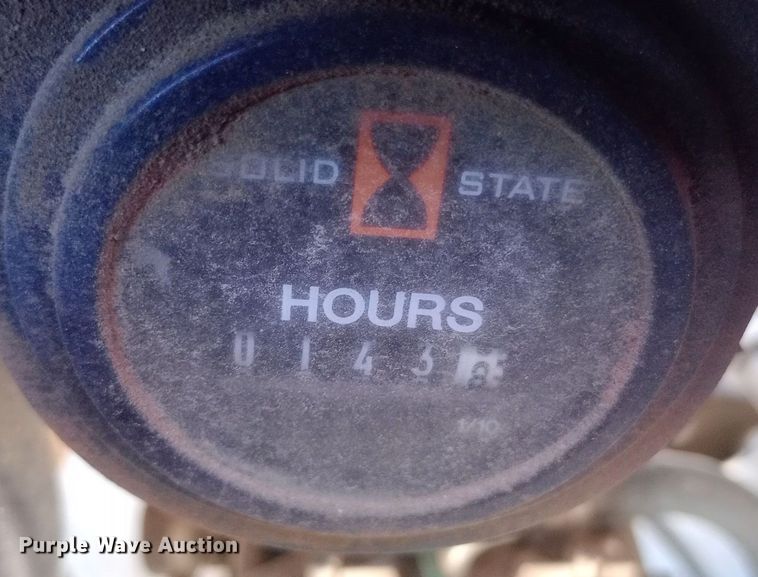 SOLID STATE
HOURS
0 1 4 3
1/10
Purple Wave Auction